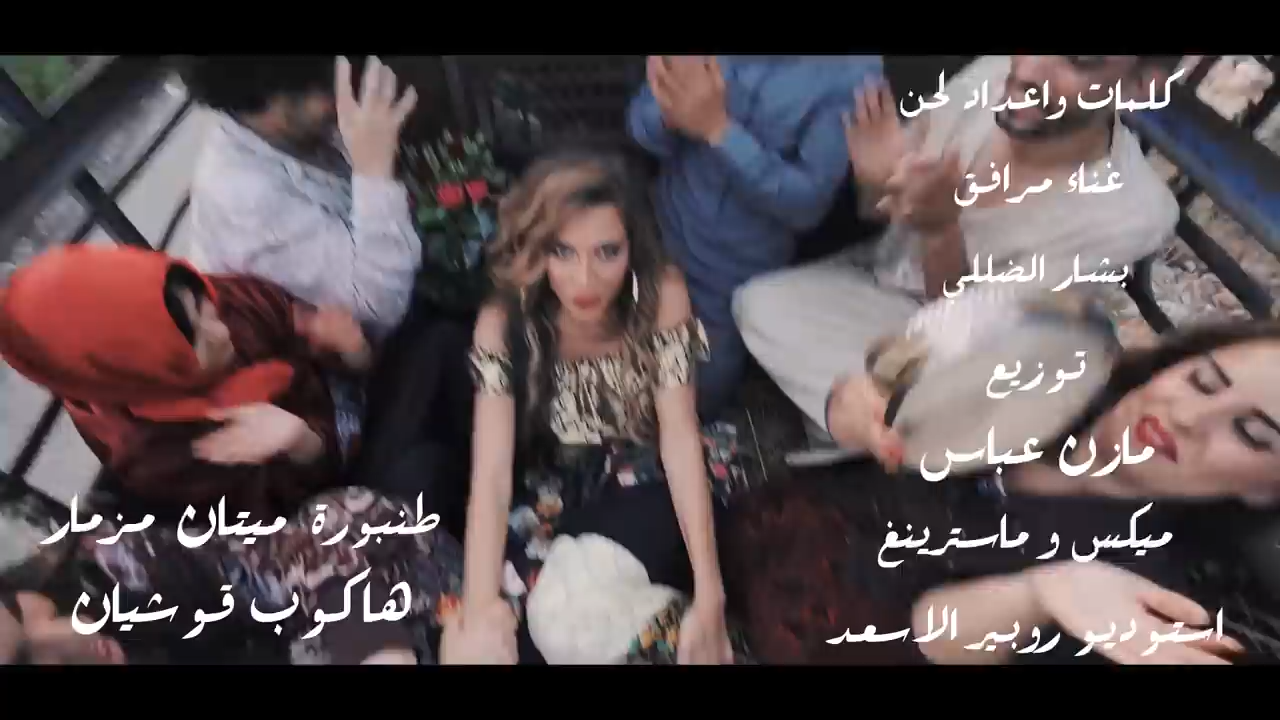 كلمات واعداد لحن
غناء مرافق
بشار الضللي
توزيع
مازن عباس
ميكس و ماسترينغ
استوديو روبير الاسعد
طنبورة ميتان مزمار
هاكوب قوشيان